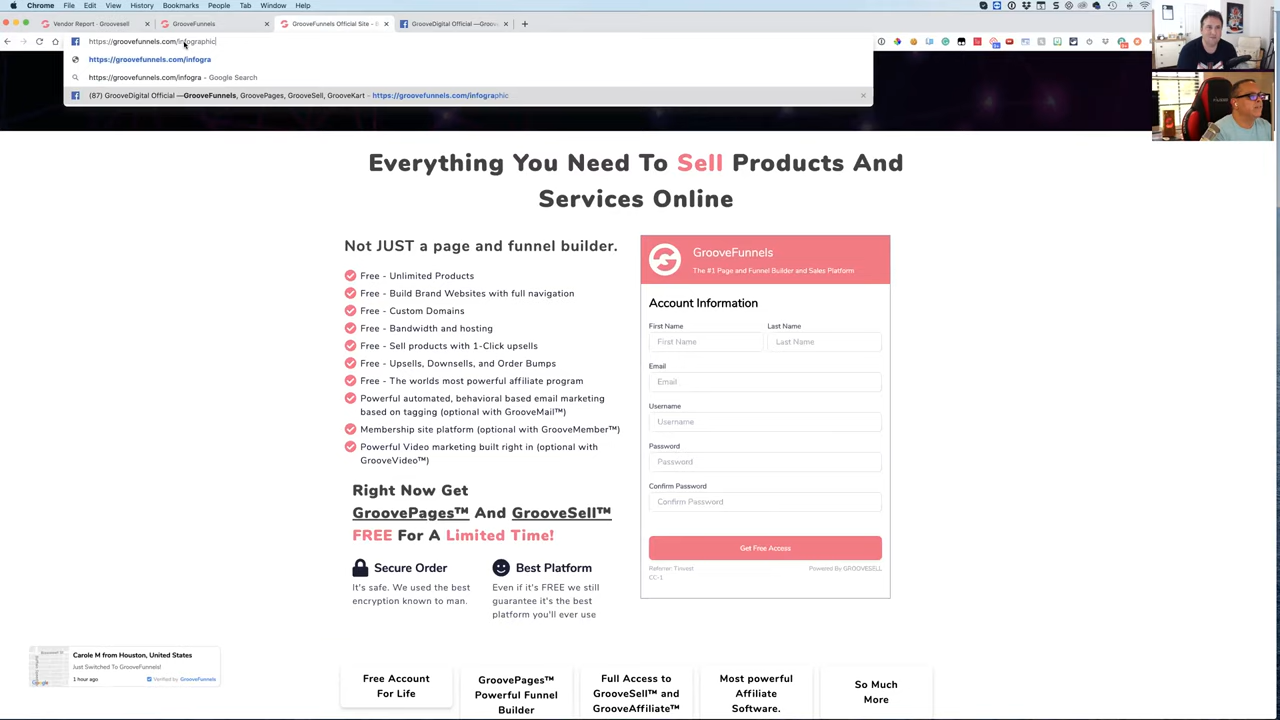 Chrome File Edit View History Bookmarks People Tab Window Help
Vendor Report - Groovesell
GrooveFunnels
GrooveFunnels Official Site - B
GrooveDigital Official —Groov
https://groovefunnels.com/infographic
https://groovefunnels.com/infogra
https://groovefunnels.com/infogra - Google Search
(87) GrooveDigital Official —GrooveFunnels, GroovePages, GrooveSell, GrooveKart - https://groovefunnels.com/infographic
Everything You Need To Sell Products And
Services Online
Not JUST a page and funnel builder.
Free - Unlimited Products
Free - Build Brand Websites with full navigation
Free - Custom Domains
Free - Bandwidth and hosting
Free - Sell products with 1-Click upsells
Free - Upsells, Downsells, and Order Bumps
Free - The worlds most powerful affiliate program
Powerful automated, behavioral based email marketing
based on tagging (optional with GrooveMail™)
Membership site platform (optional with GrooveMember™)
Powerful Video marketing built right in (optional with
GrooveVideo™)
Right Now Get
GroovePages™ And GrooveSell™
FREE For A Limited Time!
Secure Order
It's safe. We used the best
encryption known to man.
Best Platform
Even if it's FREE we still
guarantee it's the best
platform you'll ever use
GrooveFunnels
The #1 Page and Funnel Builder and Sales Platform
Account Information
First Name Last Name
First Name Last Name
Email
Email
Username
Username
Password
Password
Confirm Password
Confirm Password
Get Free Access
Referrer: Tinvest Powered By GROOVESELL
CC-1
Carole M from Houston, United States
Just Switched To GrooveFunnels!
1 hour ago Verified by GrooveFunnels
Google
Free Account
For Life
GroovePages™
Powerful Funnel
Builder
Full Access to
GrooveSell™ and
GrooveAffiliate™
Most powerful
Affiliate
Software.
So Much
More